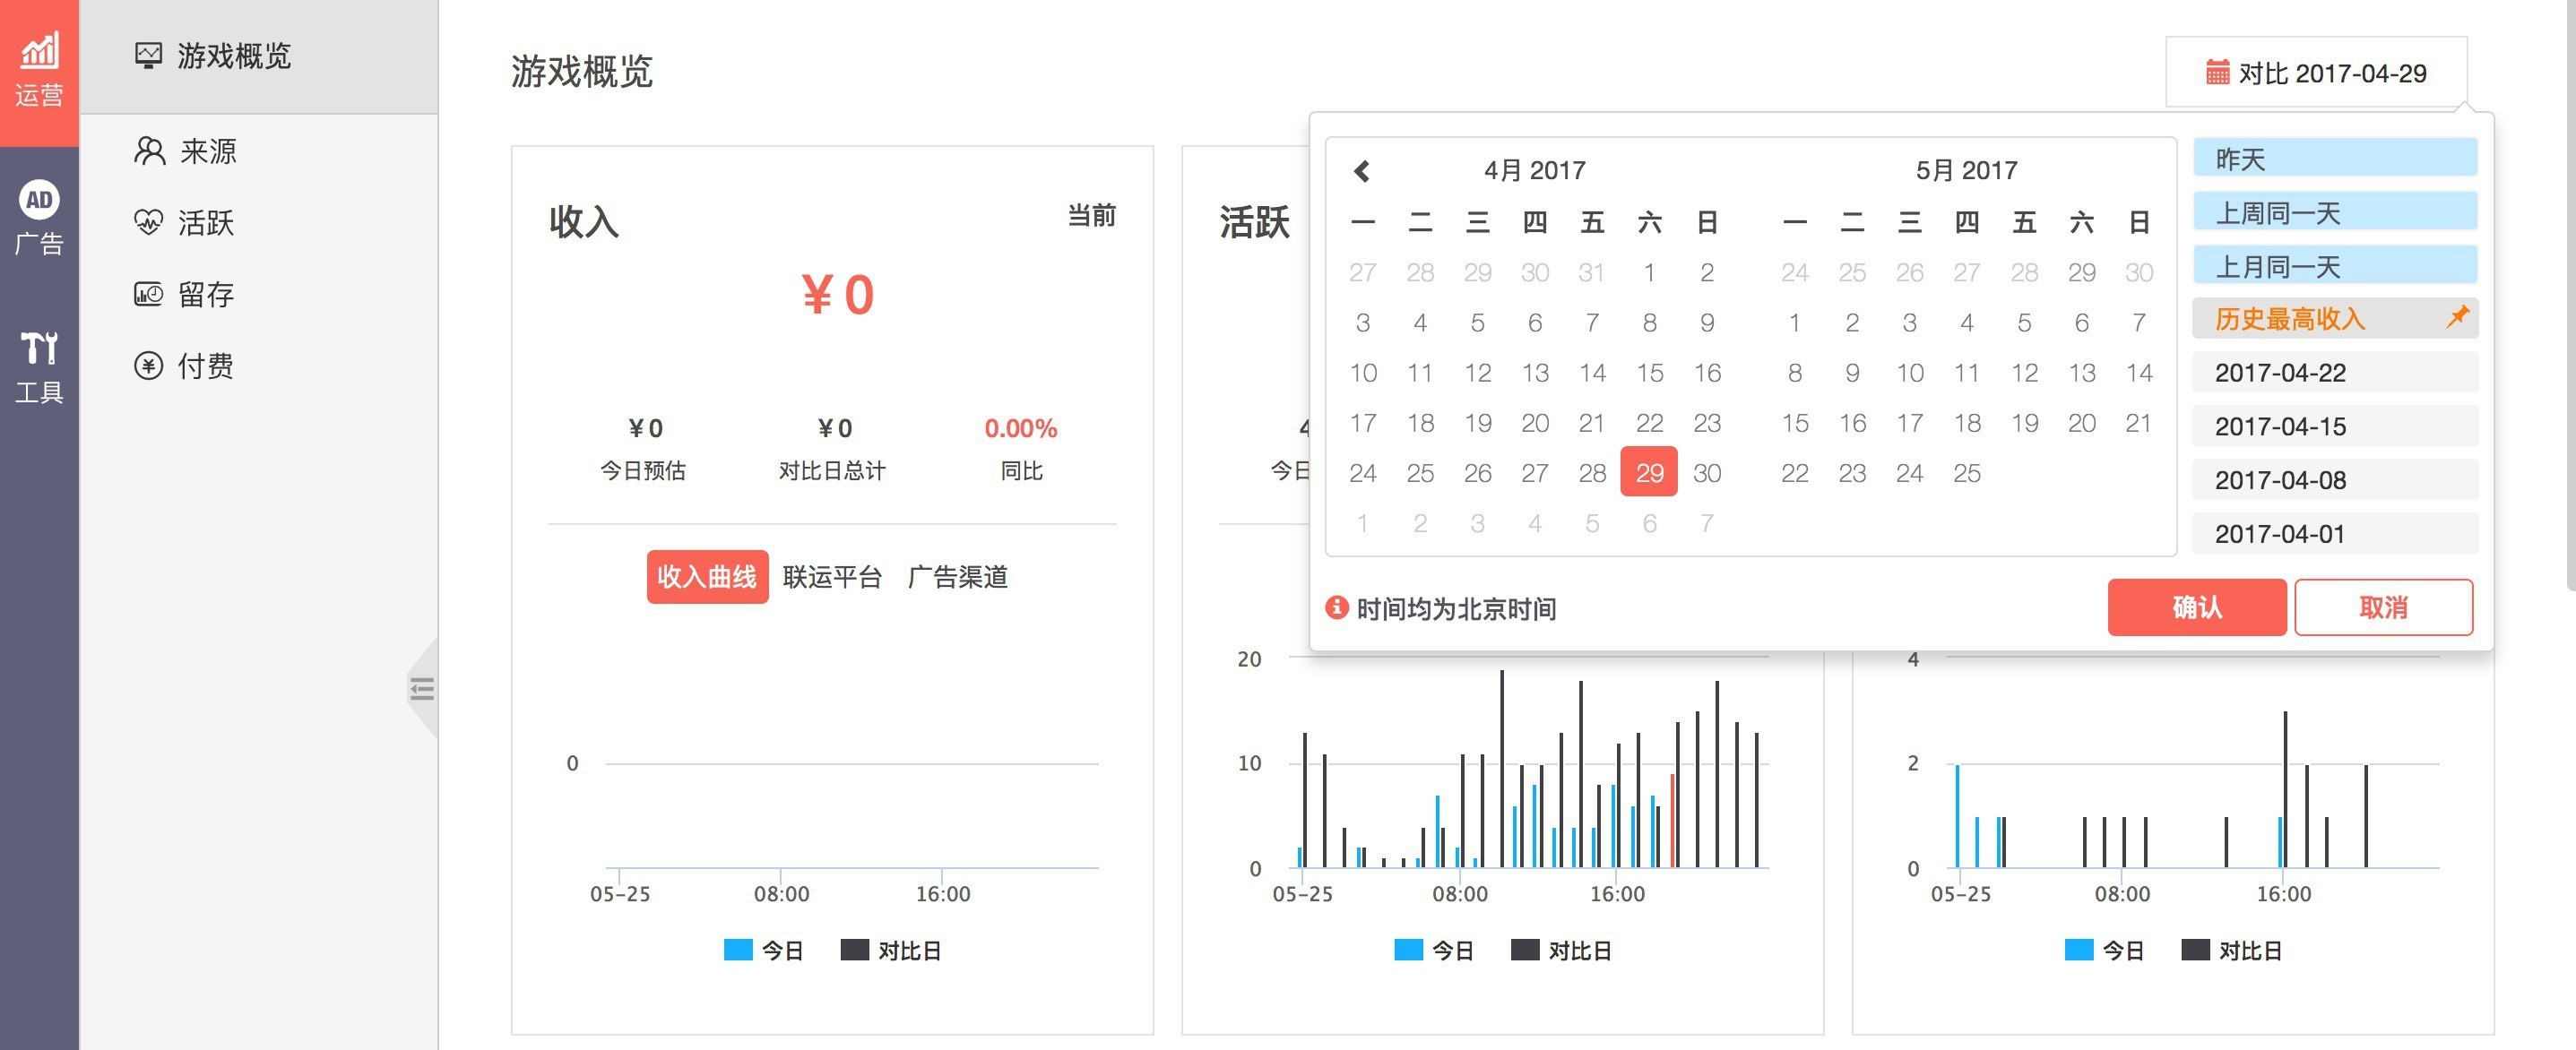 运营
AD
广告
工具
游戏概览
来源
活跃
留存
付费
游戏概览
对比 2017-04-29
收入
当前
¥ 0
¥ 0
今日预估
¥ 0
对比日总计
0.00%
同比
收入曲线 联运平台 广告渠道
0
05-25 08:00 16:00
今日 对比日
活跃
4
今日
20
10
0
05-25 08:00 16:00
今日 对比日
4
2
0
05-25 08:00 16:00
今日 对比日
4月 2017
一 二 三 四 五 六 日
27 28 29 30 31 1 2
3 4 5 6 7 8 9
10 11 12 13 14 15 16
17 18 19 20 21 22 23
24 25 26 27 28 29 30
1 2 3 4 5 6 7
5月 2017
一 二 三 四 五 六 日
24 25 26 27 28 29 30
1 2 3 4 5 6 7
8 9 10 11 12 13 14
15 16 17 18 19 20 21
22 23 24 25
昨天
上周同一天
上月同一天
历史最高收入
2017-04-22
2017-04-15
2017-04-08
2017-04-01
时间均为北京时间
确认 取消